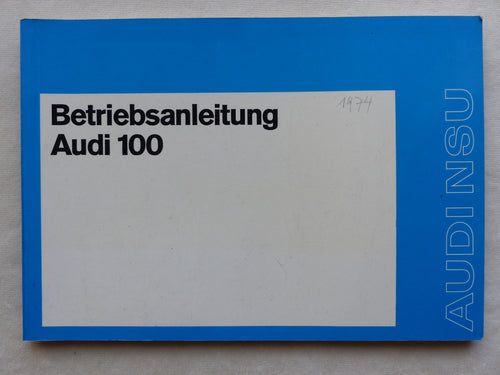 1974
Betriebsanleitung
Audi 100
AUDI NSU